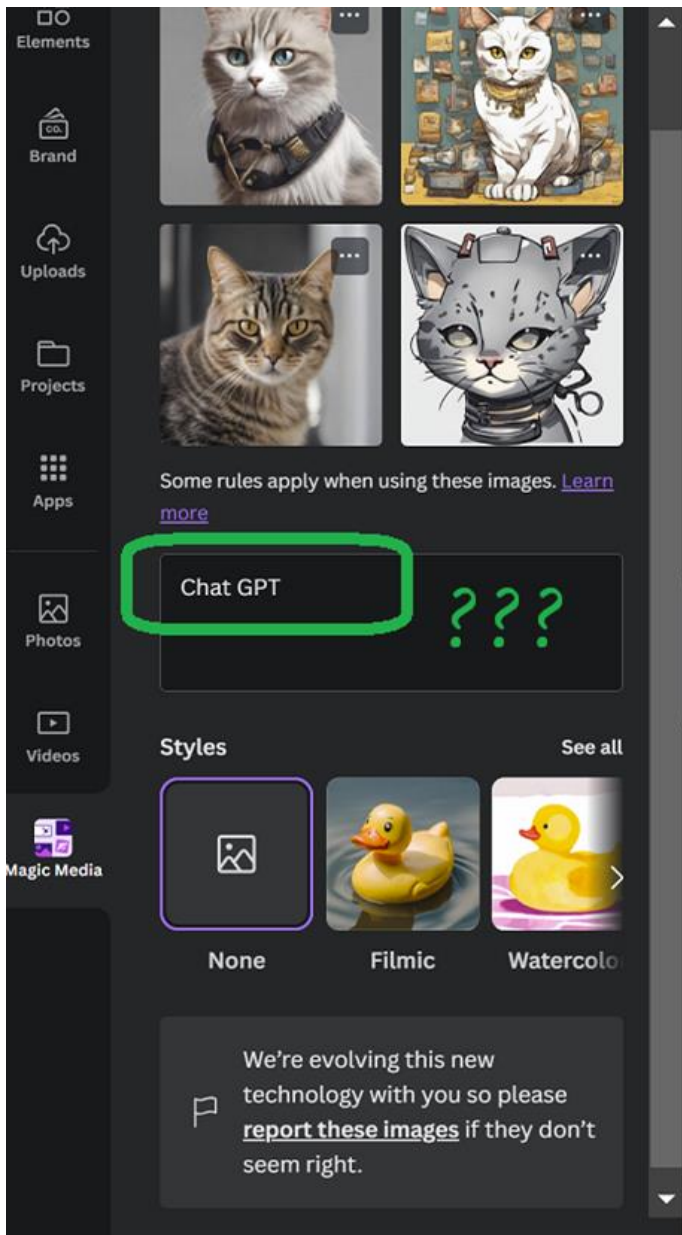 Elements
CO.
Brand
Uploads
Projects
Apps
Photos
Videos
Magic Media
Some rules apply when using these images. Learn
more
Chat GPT
???
Styles
See all
None
Filmic
Watercolo
We're evolving this new
technology with you so please
report these images if they don't
seem right.